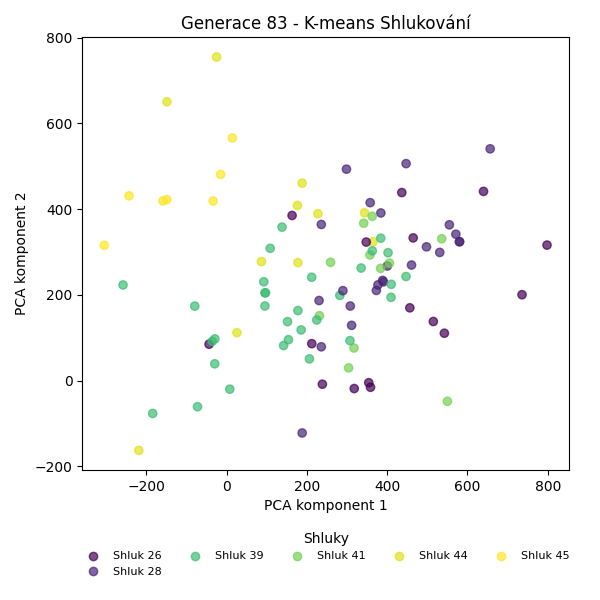 Generace 83 - K-means Shlukování
800
600
400
200
0
−200
PCA komponent 2
−200 0 200 400 600 800
PCA komponent 1
Shluky
Shluk 26 Shluk 39 Shluk 41 Shluk 44 Shluk 45
Shluk 28